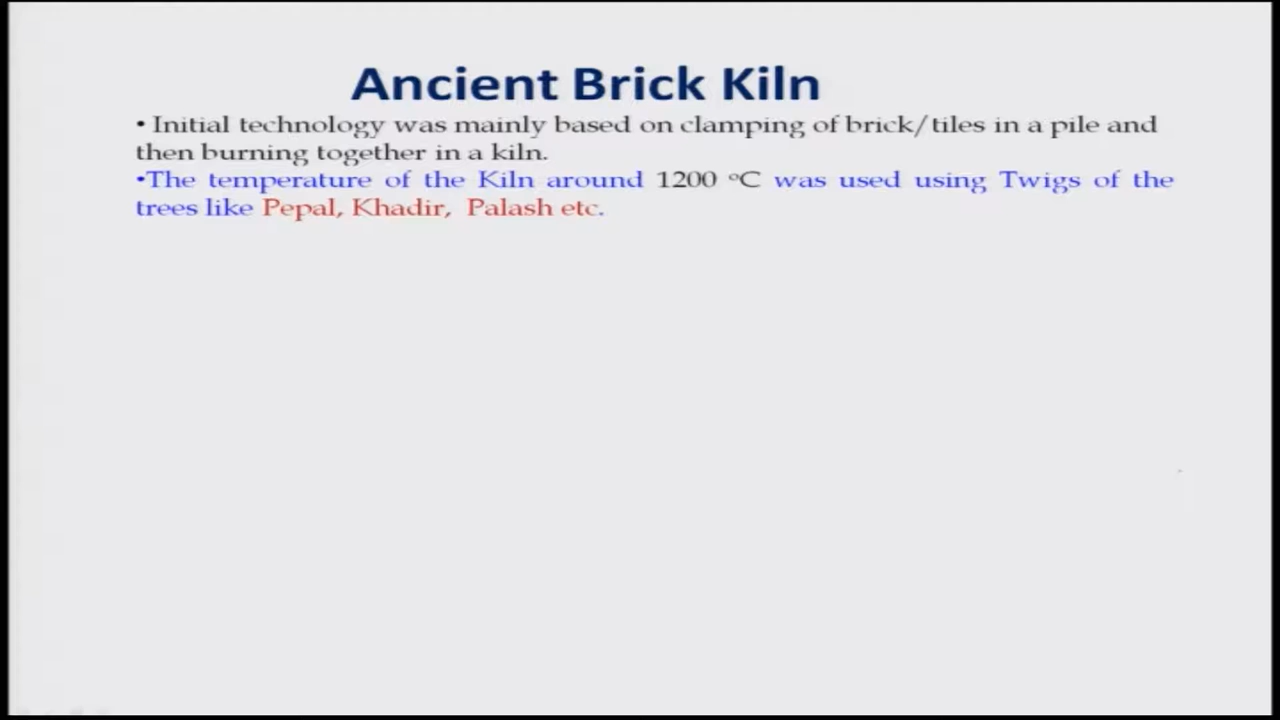 Ancient Brick Kiln
• Initial technology was mainly based on clamping of brick/tiles in a pile and
then burning together in a kiln.
•The temperature of the Kiln around 1200 °C was used using Twigs of the
trees like Pepal, Khadir, Palash etc.